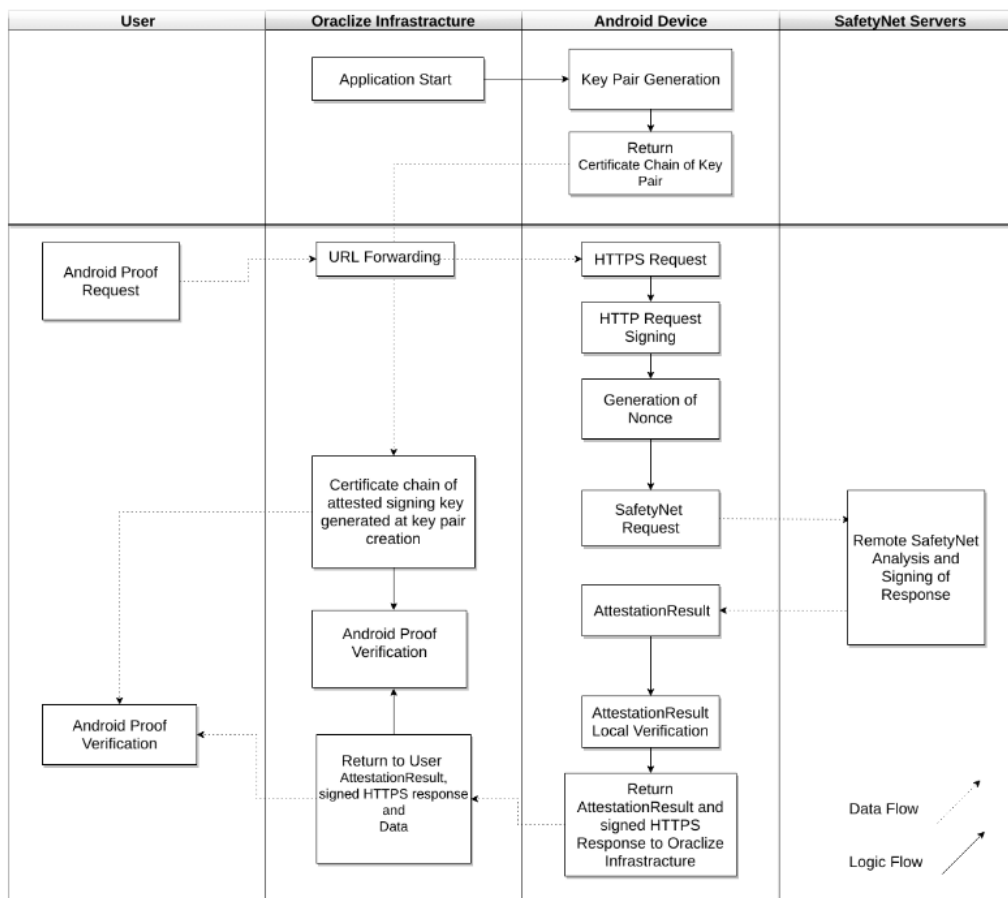 User
Oraclize Infrastracture
Android Device
SafetyNet Servers
Application Start
Key Pair Generation
Return
Certificate Chain of Key
Pair
Android Proof
Request
URL Forwarding
HTTPS Request
HTTP Request
Signing
Generation of
Nonce
Certificate chain of
attested signing key
generated at key pair
creation
SafetyNet
Request
Remote SafetyNet
Analysis and
Signing of
Response
AttestationResult
Android Proof
Verification
Android Proof
Verification
AttestationResult
Local Verification
Return to User
AttestationResult,
signed HTTPS response
and
Data
Return
AttestationResult and
signed HTTPS
Response to Oraclize
Infrastracture
Data Flow
Logic Flow